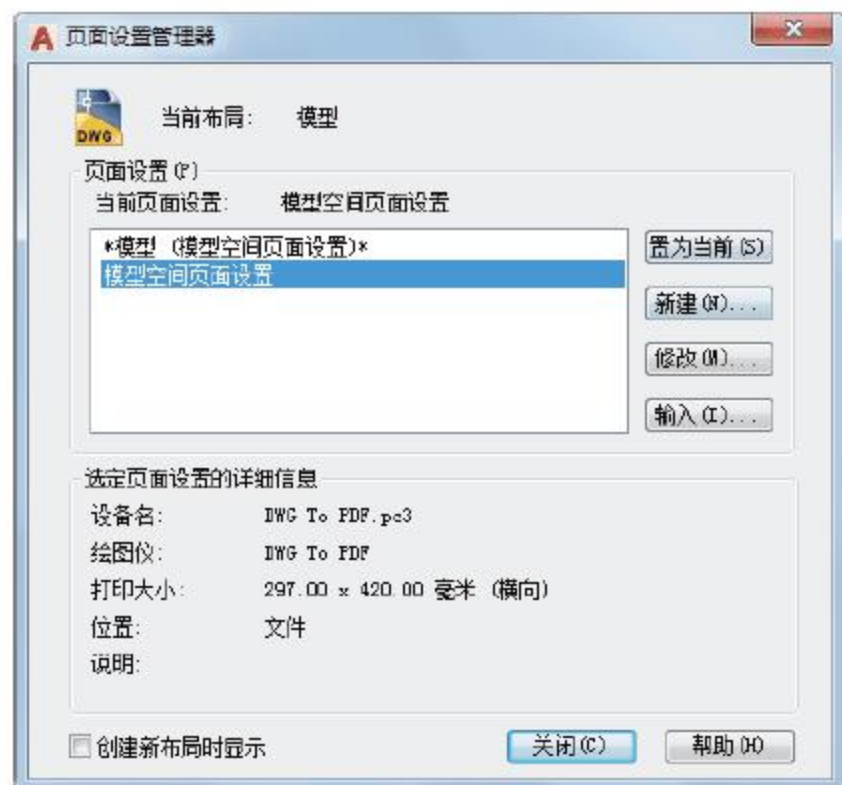 页面设置管理器
DWG
当前布局: 模型
页面设置(P)
当前页面设置: 模型空间页面设置
*模型 (模型空间页面设置)*
模型空间页面设置
置为当前(S)
新建(N)...
修改(M)...
输入(I)...
选定页面设置的详细信息
设备名: DWG To PDF.pc3
绘图仪: DWG To PDF
打印大小: 297.00 x 420.00 毫米 (横向)
位置: 文件
说明:
创建新布局时显示
关闭(C)
帮助(H)